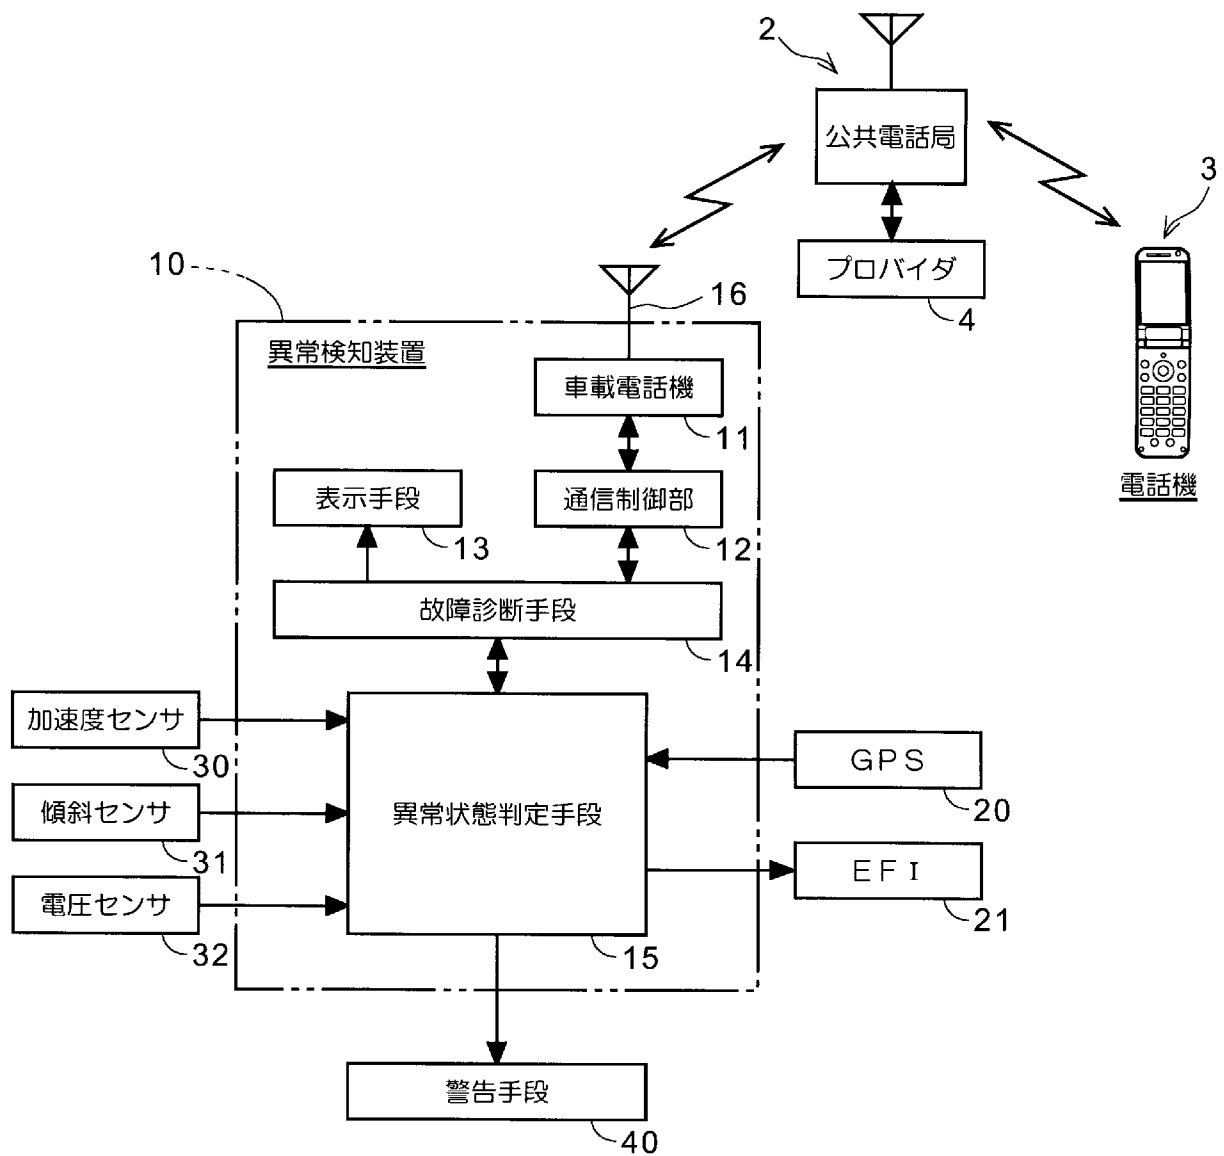 2
公共電話局
3
プロバイダ
4
10
16
異常検知装置
車載電話機
11
電話機
表示手段
13
通信制御部
12
故障診断手段
14
加速度センサ
30
GPS
20
傾斜センサ
31
異常状態判定手段
EFI
21
電圧センサ
32
15
警告手段
40